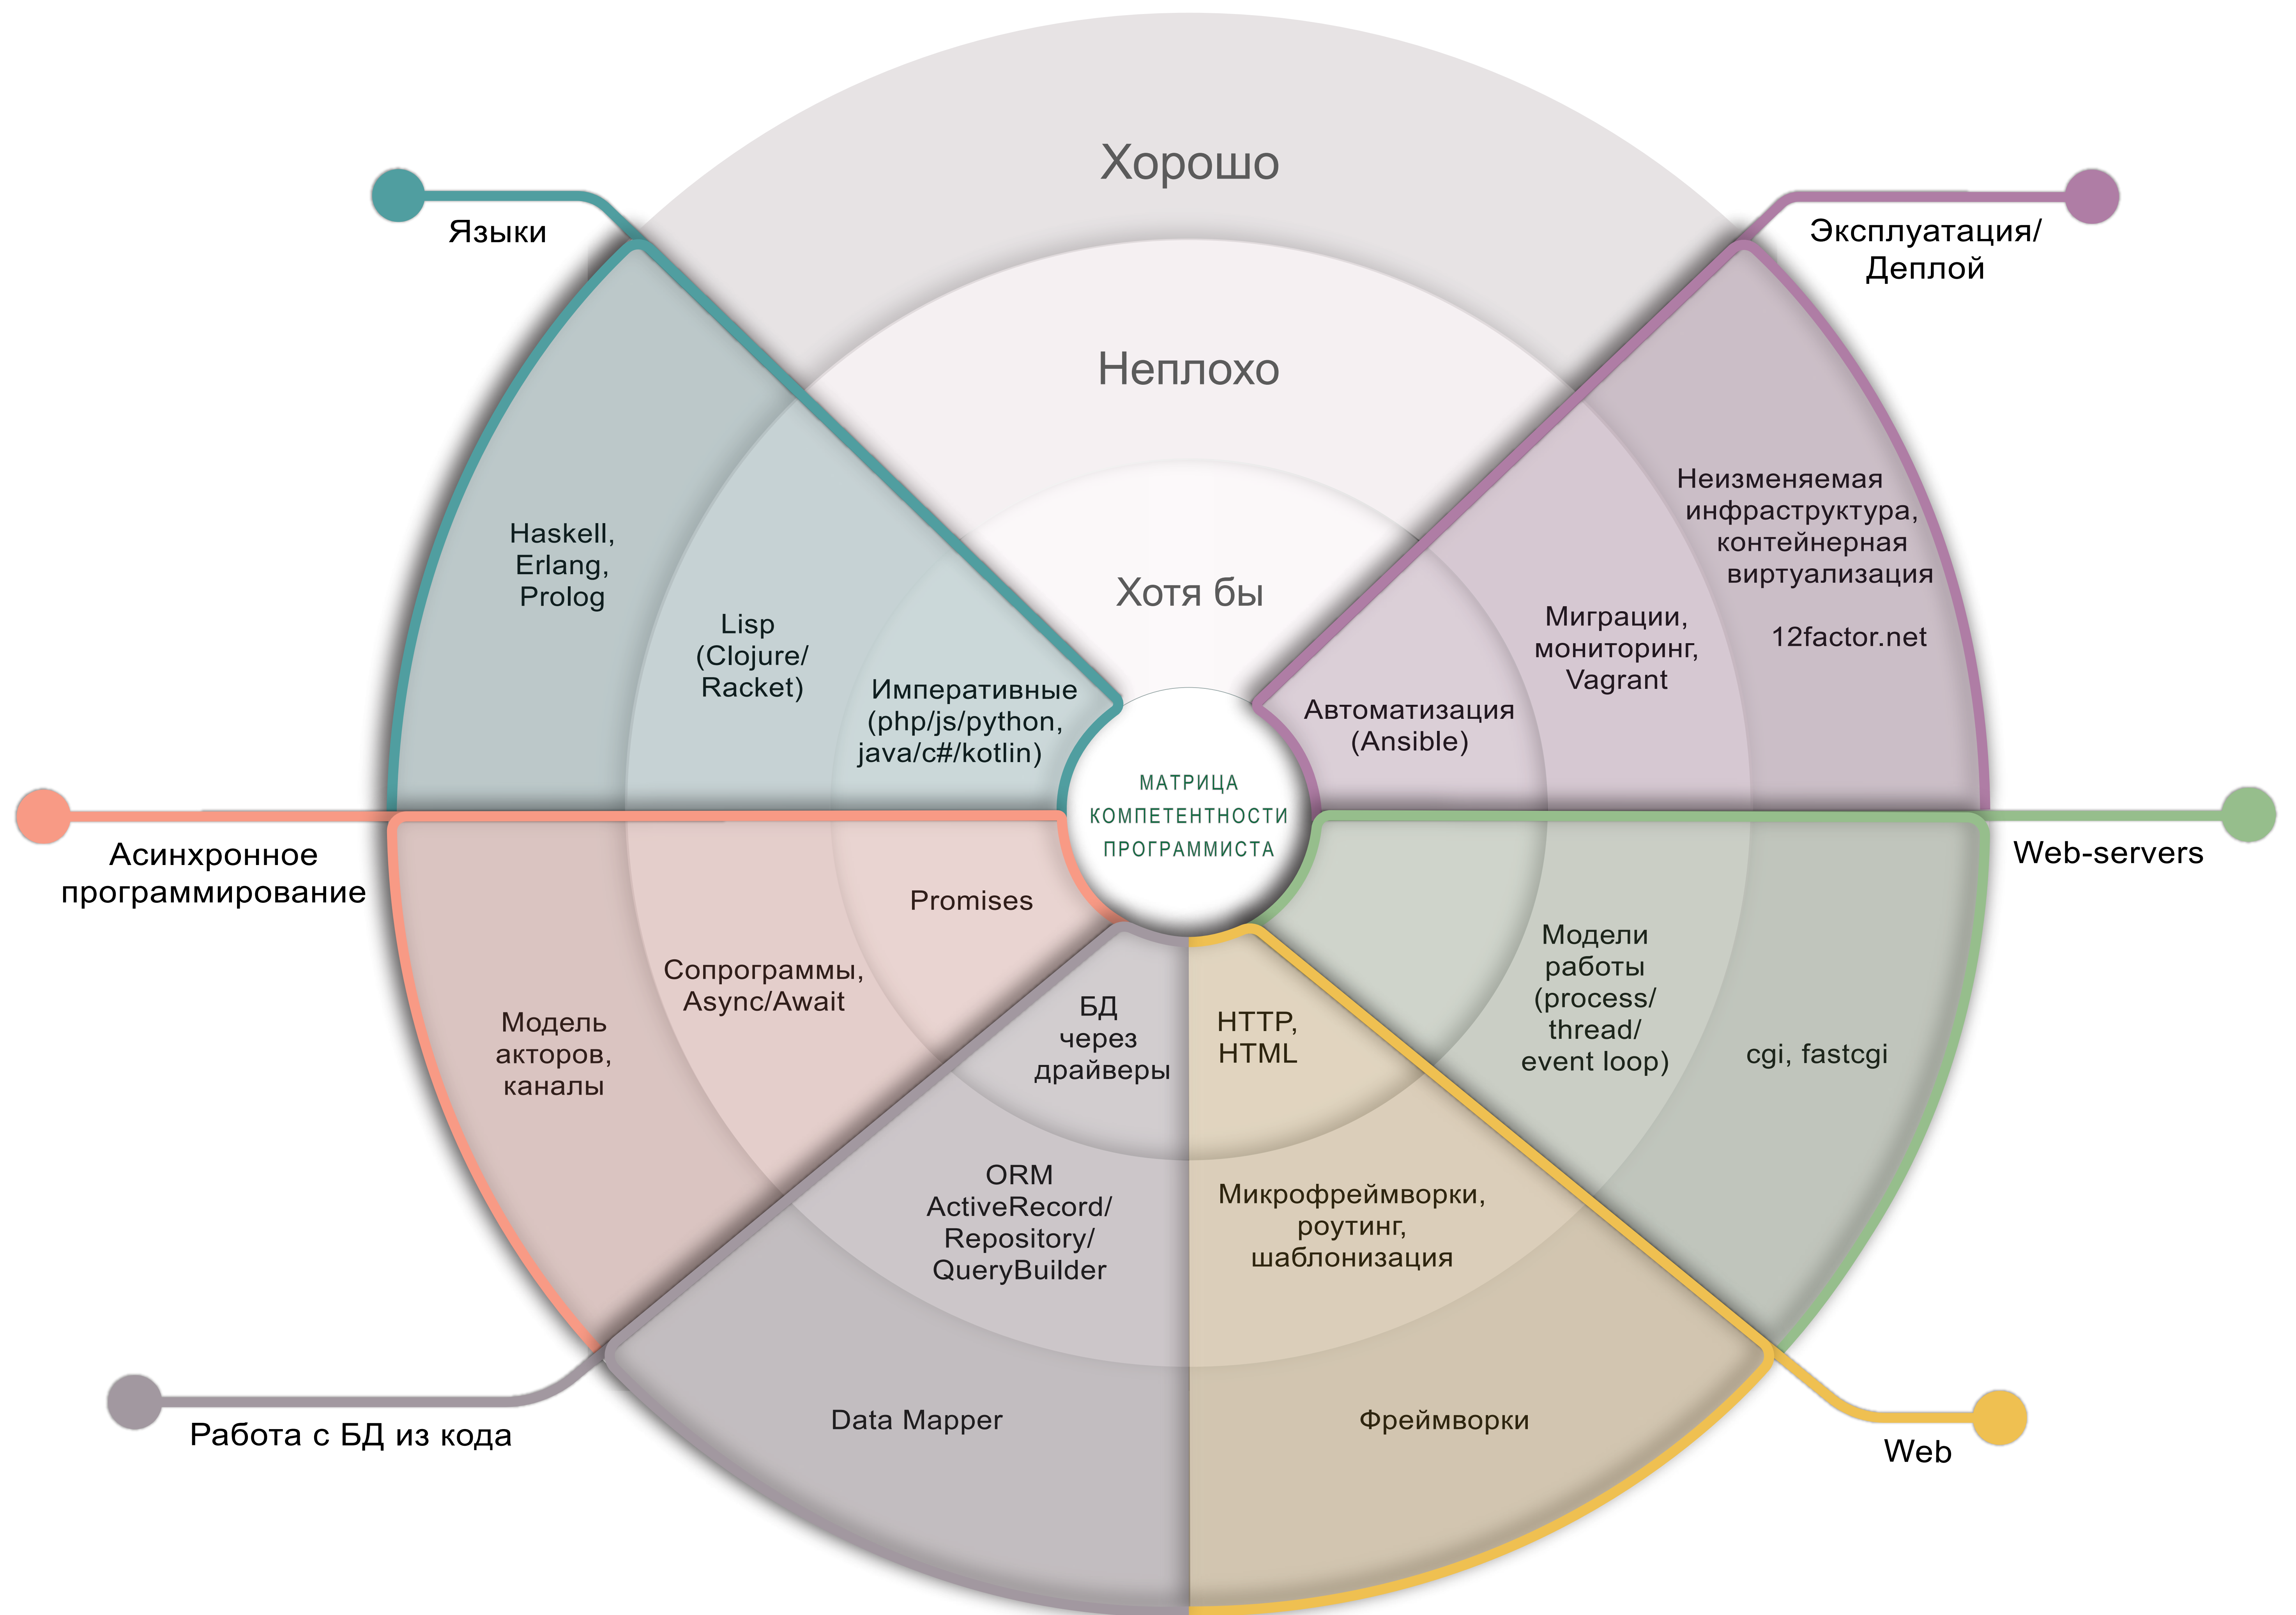 Хорошо
Неплохо
Хотя бы
Языки
Haskell,
Erlang,
Prolog
Lisp
(Clojure/
Racket)
Императивные
(php/js/python,
java/c#/kotlin)
Эксплуатация/
Деплой
Неизменяемая
инфраструктура,
контейнерная
виртуализация
12factor.net
Миграции,
мониторинг,
Vagrant
Автоматизация
(Ansible)
МАТРИЦА
КОМПЕТЕНТНОСТИ
ПРОГРАММИСТА
Асинхронное
программирование
Promises
Сопрограммы,
Async/Await
Модель
акторов,
каналы
Web-servers
Модели
работы
(process/
thread/
event loop)
cgi, fastcgi
БД
через
драйверы
ORM
ActiveRecord/
Repository/
QueryBuilder
Data Mapper
Работа с БД из кода
HTTP,
HTML
Микрофреймворки,
роутинг,
шаблонизация
Фреймворки
Web